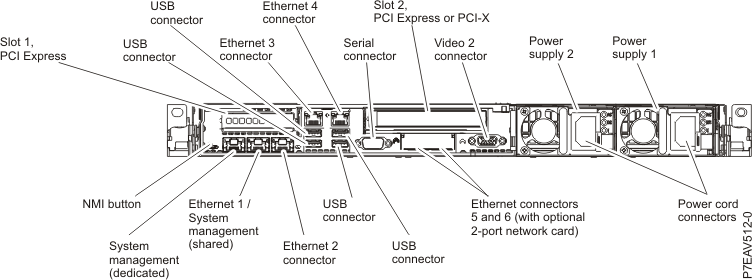 USB
connector
Ethernet 4
connector
Slot 2,
PCI Express or PCI-X
Slot 1,
PCI Express
USB
connector
Ethernet 3
connector
Serial
connector
Video 2
connector
Power
supply 2
Power
supply 1
NMI button
Ethernet 1 /
System
management
(shared)
USB
connector
Ethernet connectors
5 and 6 (with optional
2-port network card)
Power cord
connectors
System
management
(dedicated)
Ethernet 2
connector
USB
connector
P7EAV512-0